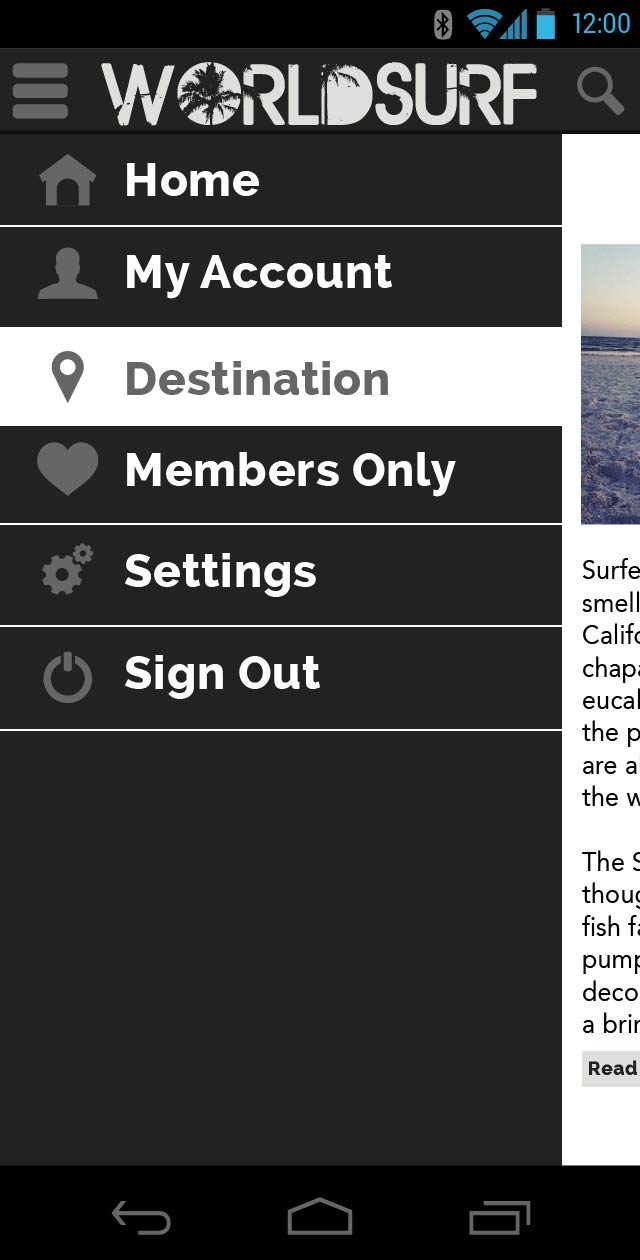 12:00
WORLDSURF
Home
My Account
Destination
Members Only
Settings
Sign Out
Surfe
smell
Califo
chapa
eucal
the p
are a
the w
The S
thoug
fish fa
pump
deco
a brin
Read